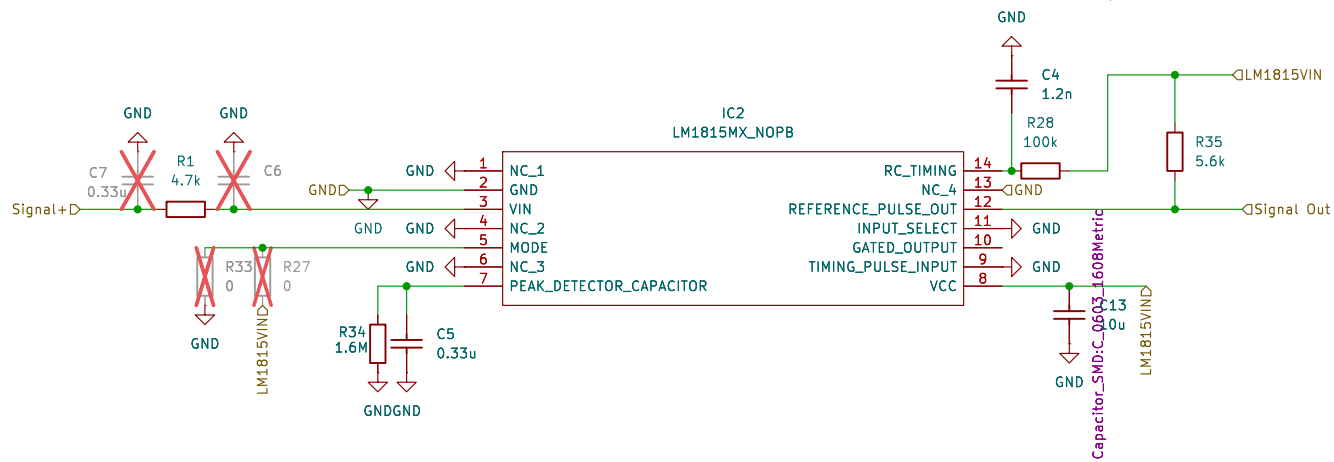 GND
C4
1.2n
LM1815VIN
IC2
LM1815MX_NOPB
R28
100k
GND
GND
C7
0.33u
R1
4.7k
C6
R35
5.6k
Signal+
GND
1
NC_1
RC_TIMING
14
GND
2
GND
NC_4
13
GND
3
VIN
REFERENCE_PULSE_OUT
12
Signal Out
GND
GND
4
NC_2
INPUT_SELECT
11
GND
5
MODE
GATED_OUTPUT
10
R33
0
R27
0
GND
6
NC_3
TIMING_PULSE_INPUT
9
GND
7
PEAK_DETECTOR_CAPACITOR
VCC
8
GND
LM1815VIN
R34
1.6M
C5
0.33u
GND
GND
C13
10u
GND
Capacitor_SMD:C_0603_1608Metric
LM1815VIN